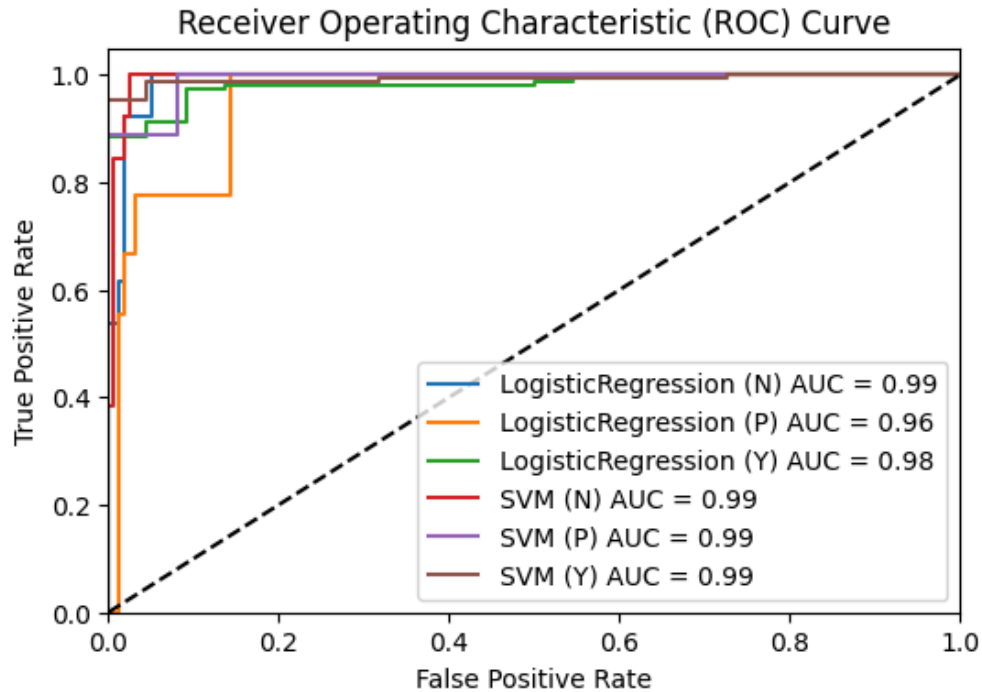 Receiver Operating Characteristic (ROC) Curve
1.0
0.8
0.6
0.4
0.2
0.0
True Positive Rate
LogisticRegression (N) AUC = 0.99
LogisticRegression (P) AUC = 0.96
LogisticRegression (Y) AUC = 0.98
SVM (N) AUC = 0.99
SVM (P) AUC = 0.99
SVM (Y) AUC = 0.99
0.0 0.2 0.4 0.6 0.8 1.0
False Positive Rate